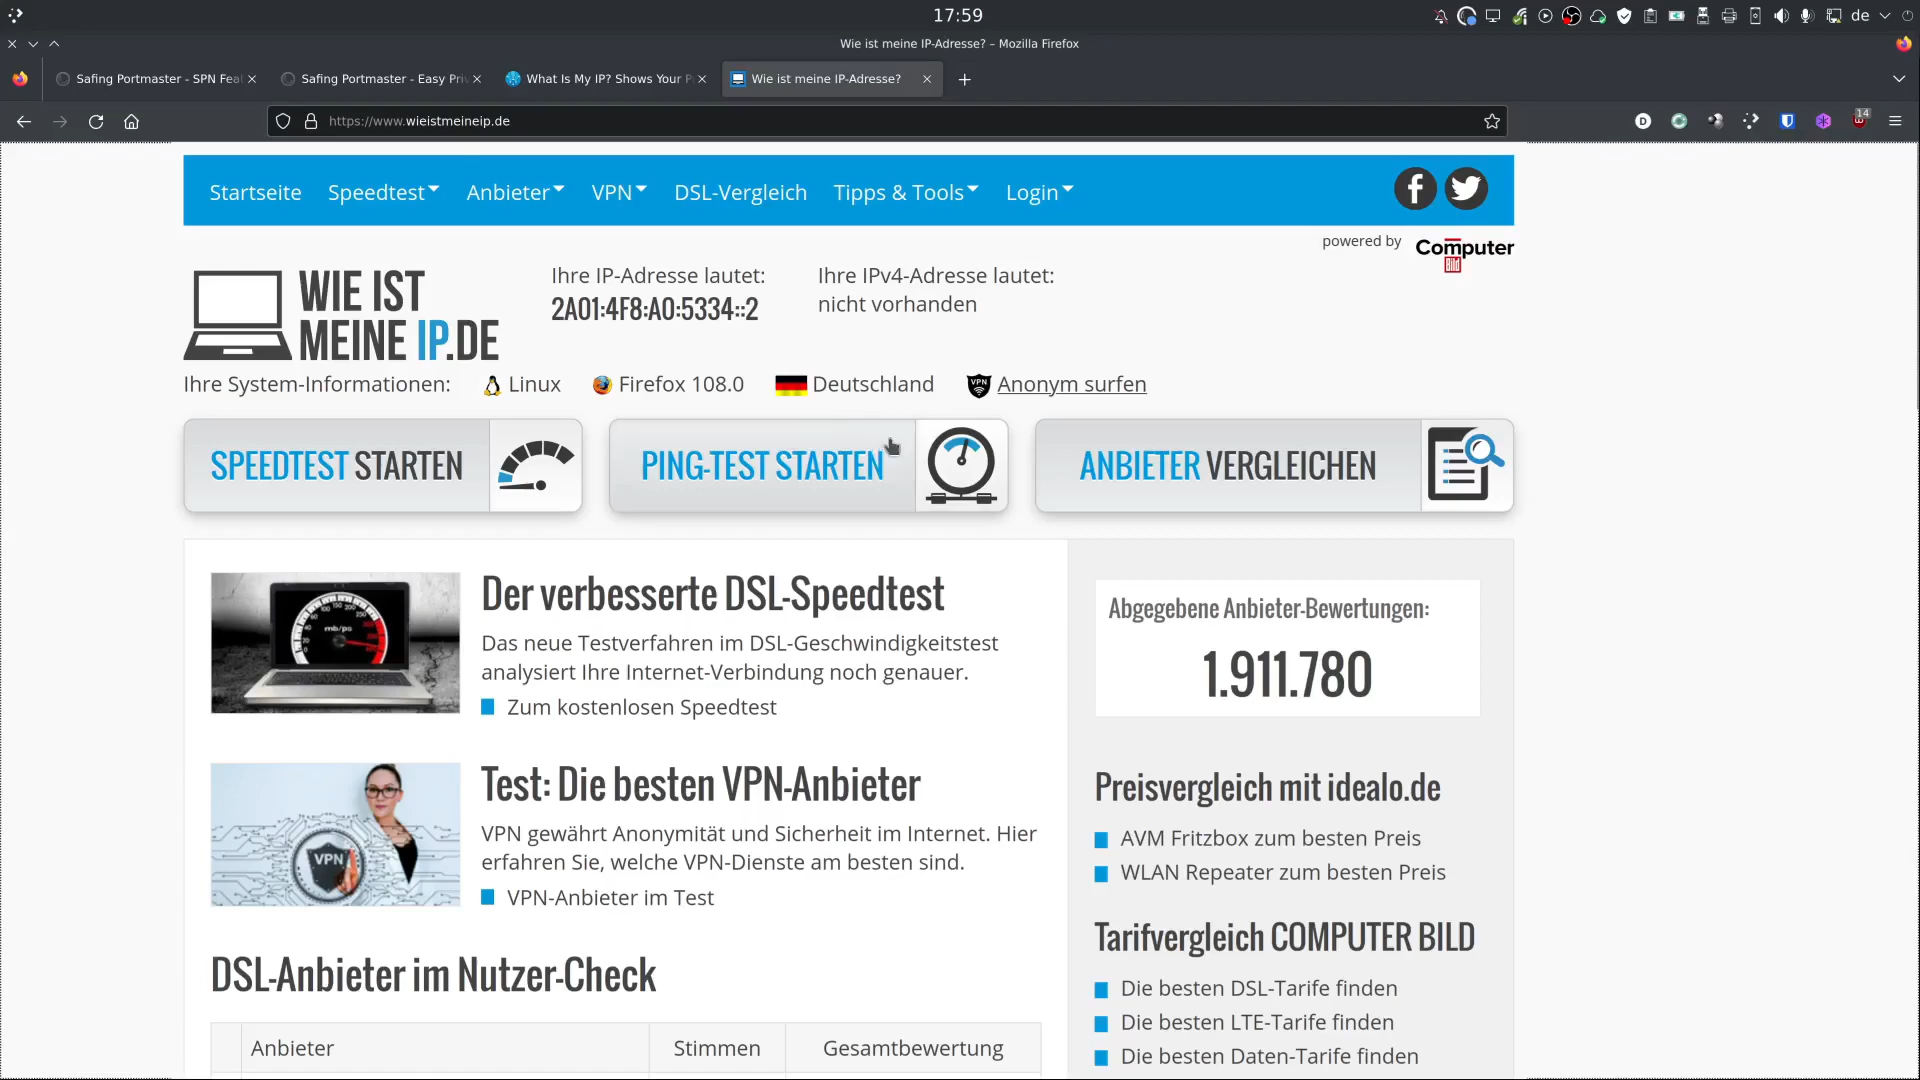 17:59
de
Wie ist meine IP-Adresse? – Mozilla Firefox
Safing Portmaster - SPN Fea
Safing Portmaster - Easy Priv
What Is My IP? Shows Your P
Wie ist meine IP-Adresse?
https://www.wieistmeineip.de
D
14
Startseite
Speedtest
Anbieter
VPN
DSL-Vergleich
Tipps & Tools
Login
powered by
Computer
Bild
WIE IST
MEINE IP.DE
Ihre IP-Adresse lautet:
2A01:4F8:A0:5334::2
Ihre IPv4-Adresse lautet:
nicht vorhanden
Ihre System-Informationen:
Linux
Firefox 108.0
Deutschland
VPN
Anonym surfen
SPEEDTEST STARTEN
PING-TEST STARTEN
ANBIETER VERGLEICHEN
mb/ps
Der verbesserte DSL-Speedtest
Das neue Testverfahren im DSL-Geschwindigkeitstest
analysiert Ihre Internet-Verbindung noch genauer.
Zum kostenlosen Speedtest
VPN
Test: Die besten VPN-Anbieter
VPN gewährt Anonymität und Sicherheit im Internet. Hier
erfahren Sie, welche VPN-Dienste am besten sind.
VPN-Anbieter im Test
DSL-Anbieter im Nutzer-Check
Anbieter
Stimmen
Gesamtbewertung
Abgegebene Anbieter-Bewertungen:
1.911.780
Preisvergleich mit idealo.de
AVM Fritzbox zum besten Preis
WLAN Repeater zum besten Preis
Tarifvergleich COMPUTER BILD
Die besten DSL-Tarife finden
Die besten LTE-Tarife finden
Die besten Daten-Tarife finden